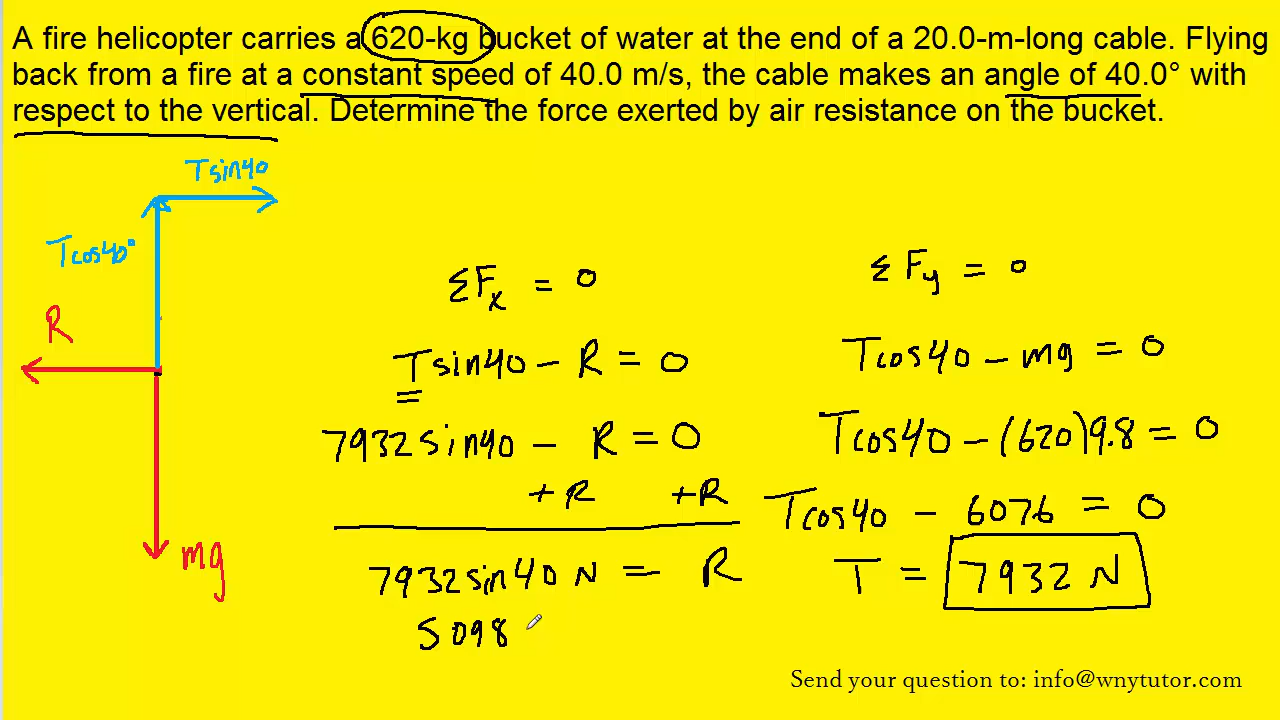 A fire helicopter carries a 620-kg bucket of water at the end of a 20.0-m-long cable. Flying
back from a fire at a constant speed of 40.0 m/s, the cable makes an angle of 40.0° with
respect to the vertical. Determine the force exerted by air resistance on the bucket.
Tsin40
Tcos40°
R
mg
ΣFx = 0
Tsin40 - R = 0
7932sin40 - R = 0
+R +R
7932sin40 N = R
5098
ΣFy = 0
Tcos40 - mg = 0
Tcos40 - (620)9.8 = 0
Tcos40 - 6076 = 0
T = 7932 N
Send your question to: info@wnytutor.com